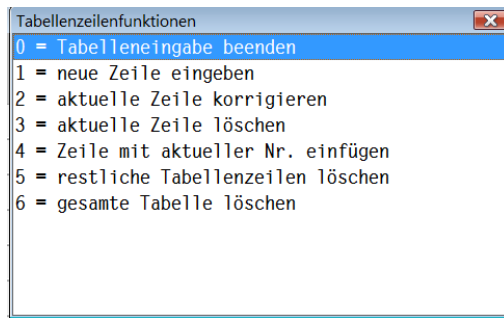 Tabellenzeilenfunktionen
0 = Tabelleneingabe beenden
1 = neue Zeile eingeben
2 = aktuelle Zeile korrigieren
3 = aktuelle Zeile löschen
4 = Zeile mit aktueller Nr. einfügen
5 = restliche Tabellenzeilen löschen
6 = gesamte Tabelle löschen